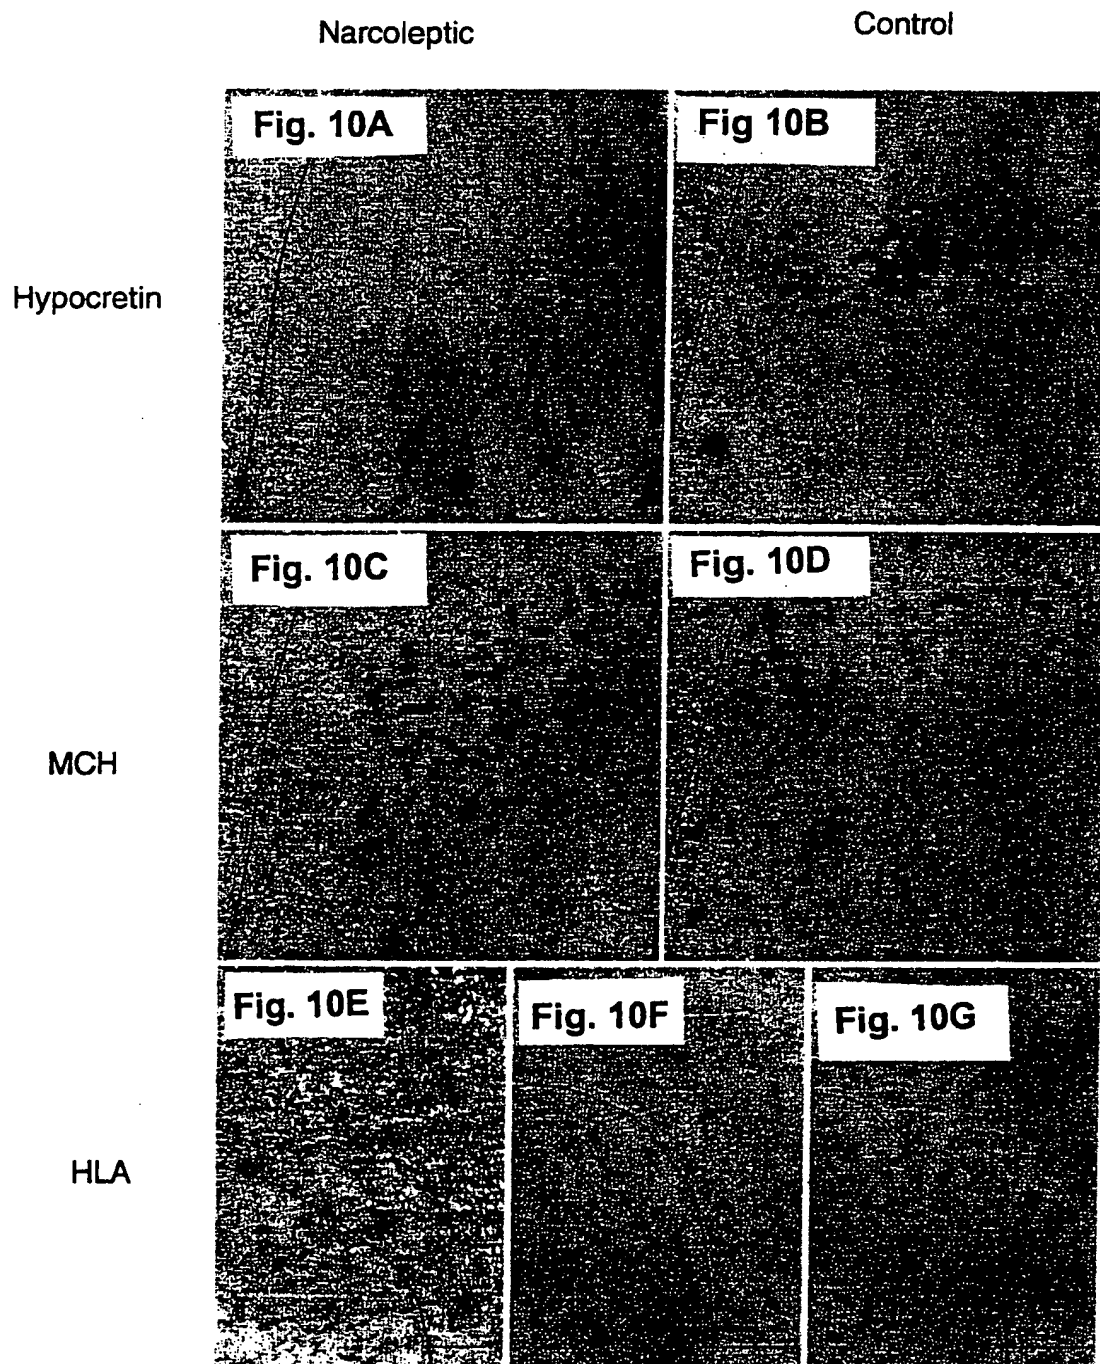 Narcoleptic
Control
Fig. 10A
Fig 10B
Hypocretin
Fig. 10C
Fig. 10D
MCH
Fig. 10E
Fig. 10F
Fig. 10G
HLA